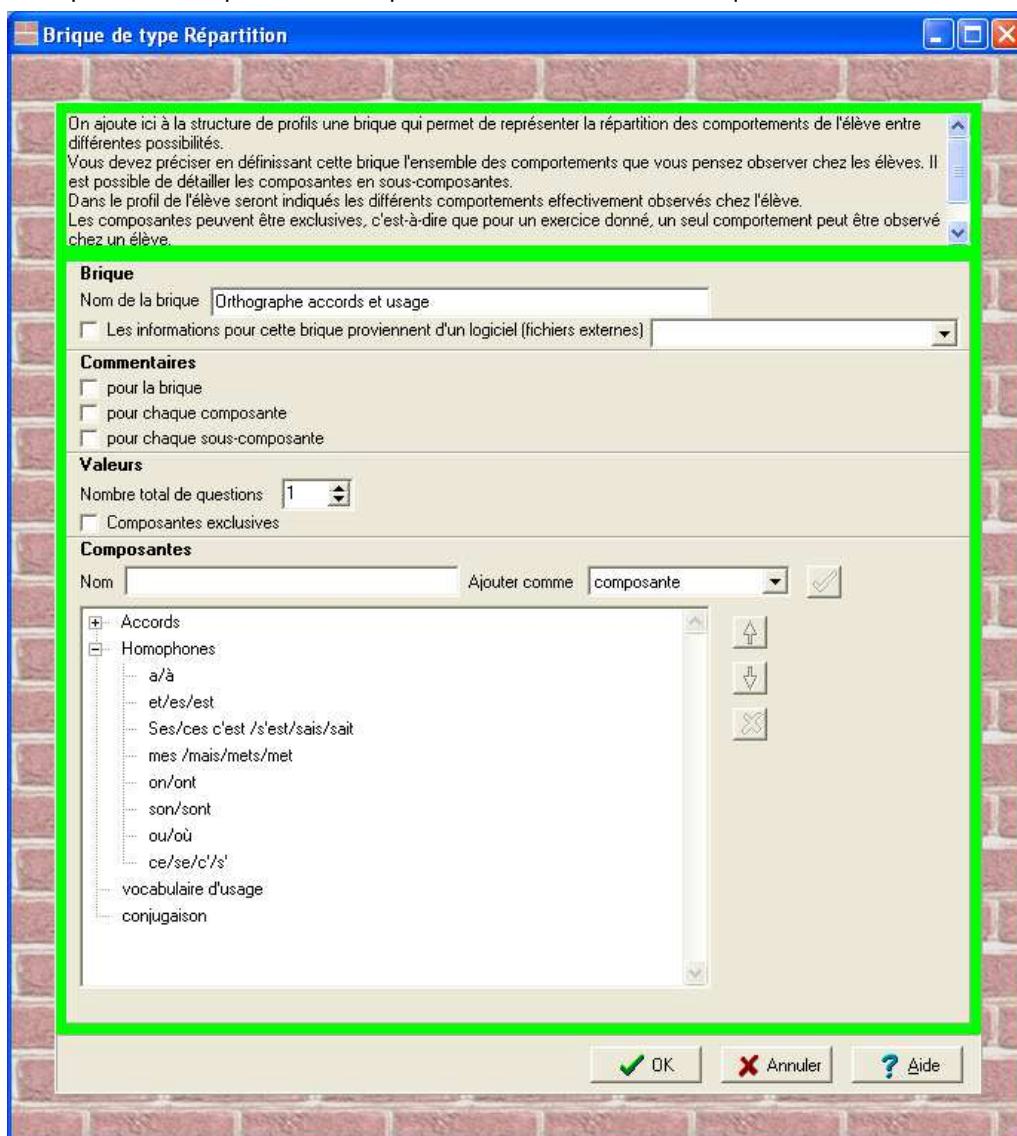 Brique de type Répartition
On ajoute ici à la structure de profils une brique qui permet de représenter la répartition des comportements de l'élève entre
différentes possibilités.
Vous devez préciser en définissant cette brique l'ensemble des comportements que vous pensez observer chez les élèves. Il
est possible de détailler les composantes en sous-composantes.
Dans le profil de l'élève seront indiqués les différents comportements effectivement observés chez l'élève.
Les composantes peuvent être exclusives, c'est-à-dire que pour un exercice donné, un seul comportement peut être observé
chez un élève.
Brique
Nom de la brique Orthographe accords et usage
Les informations pour cette brique proviennent d'un logiciel (fichiers externes)
Commentaires
pour la brique
pour chaque composante
pour chaque sous-composante
Valeurs
Nombre total de questions 1
Composantes exclusives
Composantes
Nom Ajouter comme composante
Accords
Homophones
a/à
et/es/est
Ses/ces c'est /s'est/sais/sait
mes /mais/mets/met
on/ont
son/sont
ou/où
ce/se/c'/s'
vocabulaire d'usage
conjugaison
OK Annuler Aide